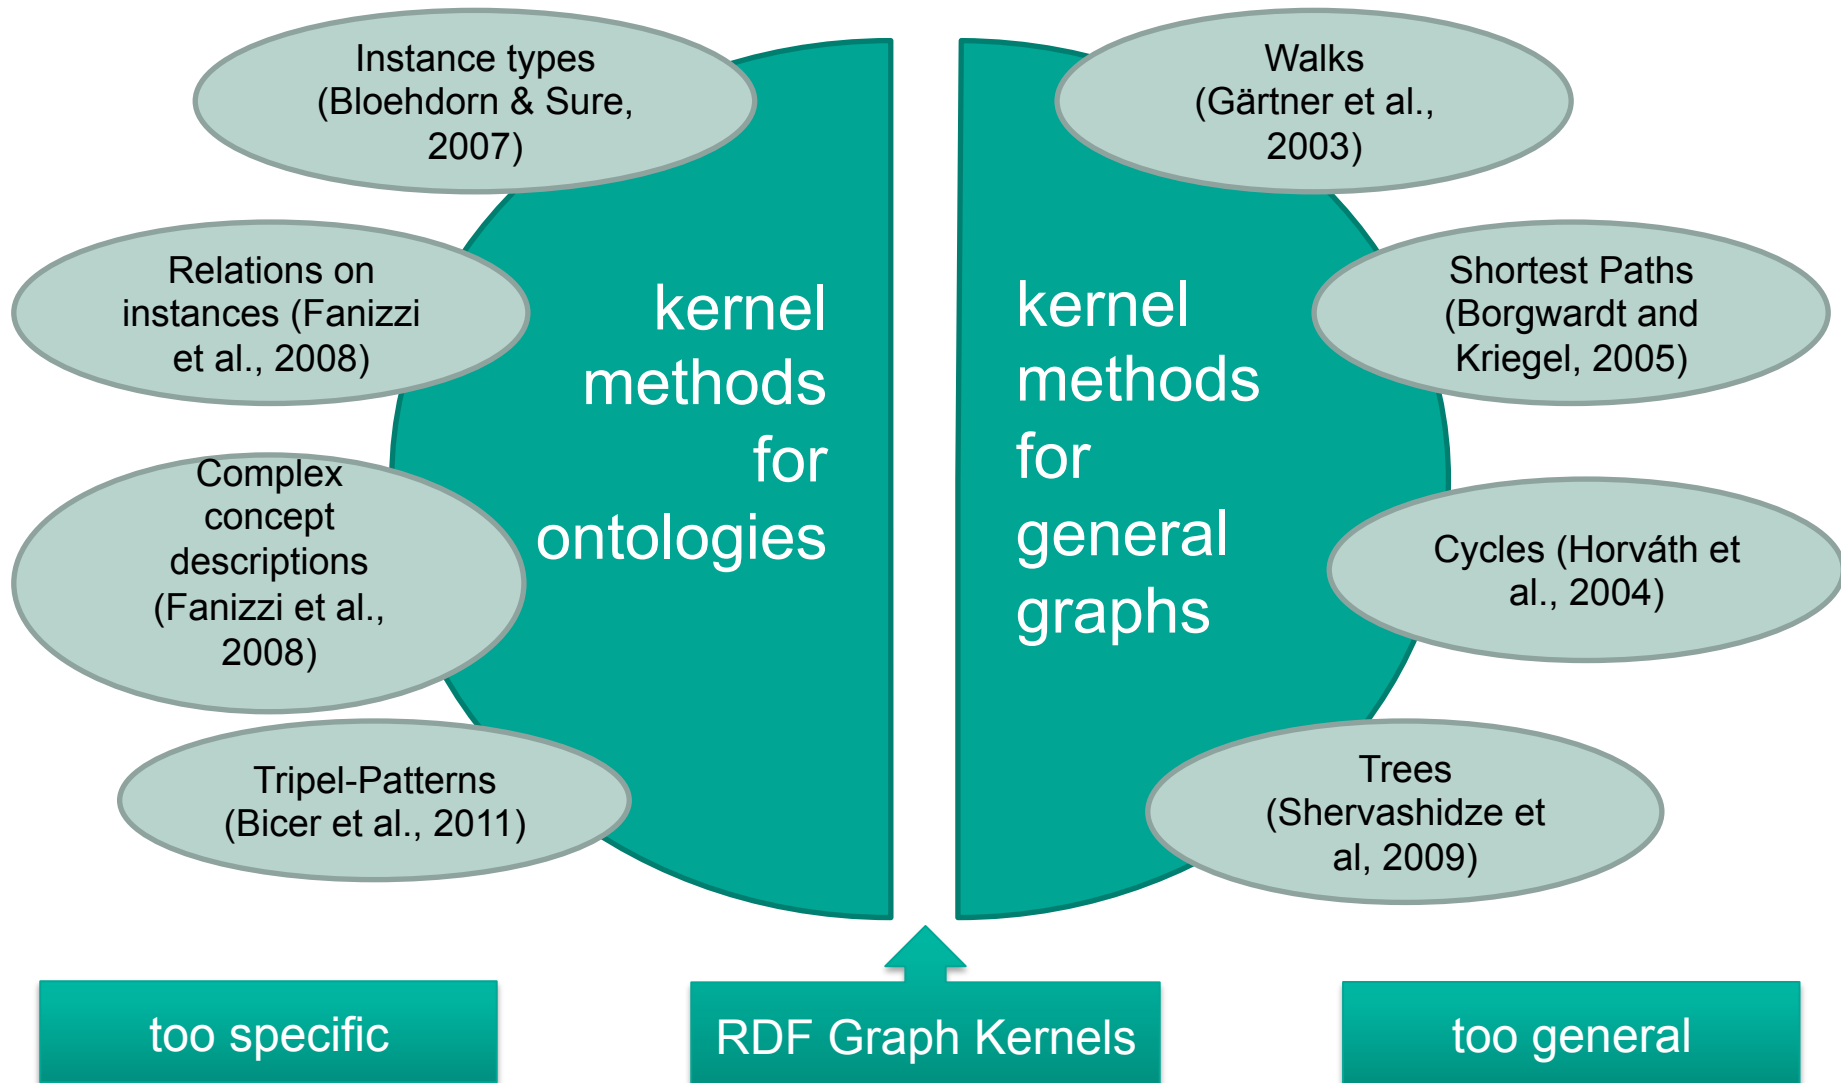 Instance types
(Bloehdorn & Sure,
2007)
Relations on
instances (Fanizzi
et al., 2008)
Complex
concept
descriptions
(Fanizzi et al.,
2008)
Tripel-Patterns
(Bicer et al., 2011)
kernel
methods
for
ontologies
kernel
methods
for
general
graphs
Walks
(Gärtner et al.,
2003)
Shortest Paths
(Borgwardt and
Kriegel, 2005)
Cycles (Horváth et
al., 2004)
Trees
(Shervashidze et
al, 2009)
too specific
RDF Graph Kernels
too general